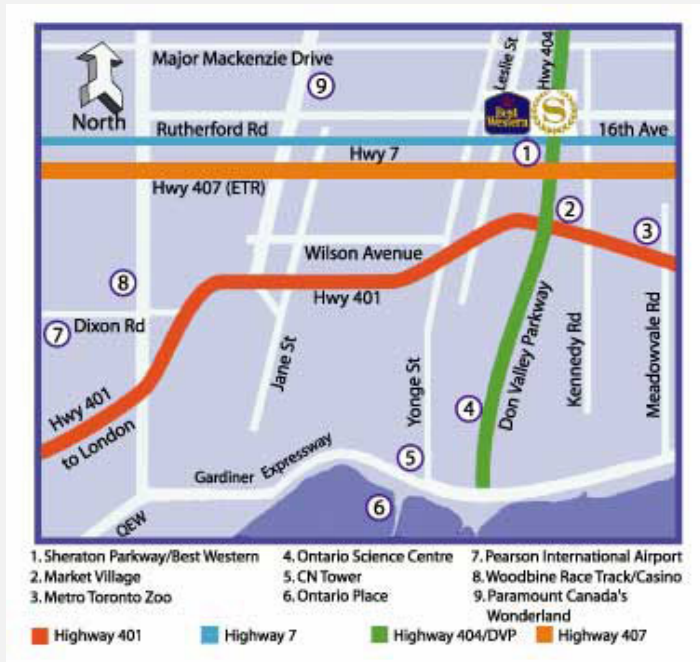 Major Mackenzie Drive
9
Leslie St
Hwy 404
North
Best
Western
S
Rutherford Rd
16th Ave
Hwy 7
1
Hwy 407 (ETR)
2
3
Wilson Avenue
8
Hwy 401
7
Dixon Rd
Jane St
Yonge St
Don Valley Parkway
Kennedy Rd
Meadowvale Rd
4
Hwy 401
to London
Gardiner Expressway
5
6
QEW
1. Sheraton Parkway/Best Western
2. Market Village
3. Metro Toronto Zoo
4. Ontario Science Centre
5. CN Tower
6. Ontario Place
7. Pearson International Airport
8. Woodbine Race Track/Casino
9. Paramount Canada's
Wonderland
Highway 401
Highway 7
Highway 404/DVP
Highway 407